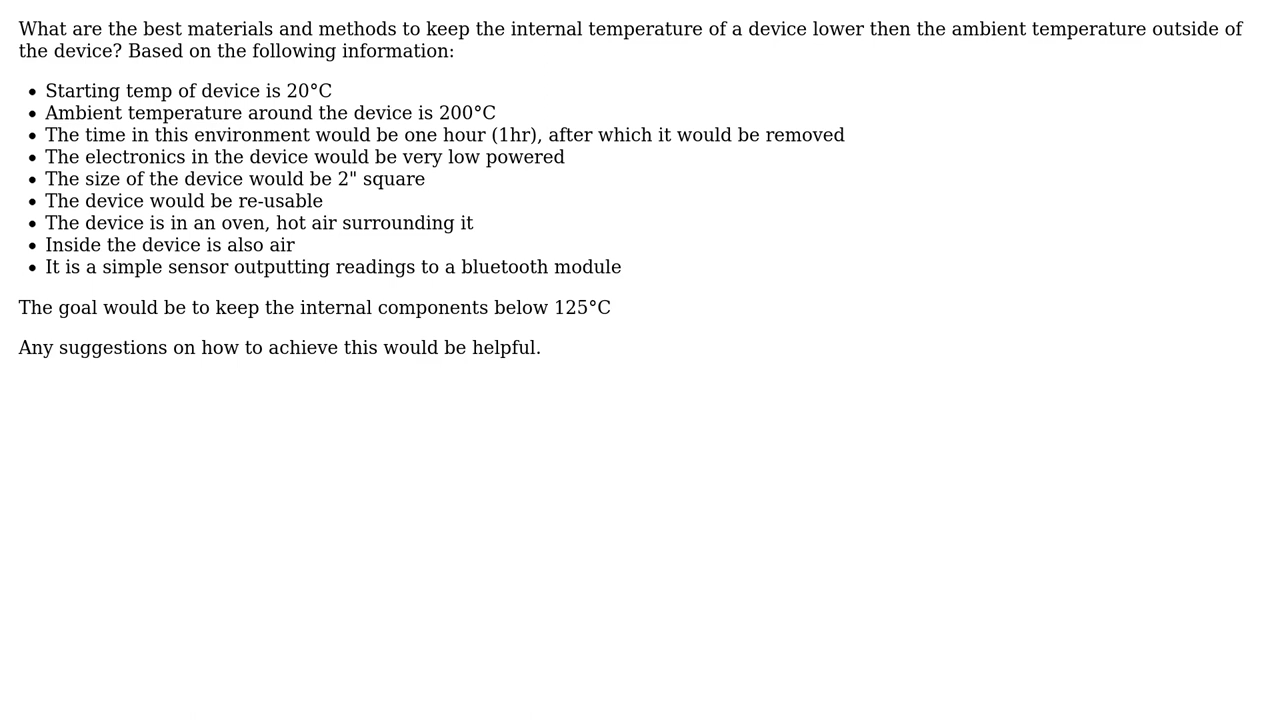 What are the best materials and methods to keep the internal temperature of a device lower then the ambient temperature outside of
the device? Based on the following information:
• Starting temp of device is 20°C
• Ambient temperature around the device is 200°C
• The time in this environment would be one hour (1hr), after which it would be removed
• The electronics in the device would be very low powered
• The size of the device would be 2" square
• The device would be re-usable
• The device is in an oven, hot air surrounding it
• Inside the device is also air
• It is a simple sensor outputting readings to a bluetooth module
The goal would be to keep the internal components below 125°C
Any suggestions on how to achieve this would be helpful.